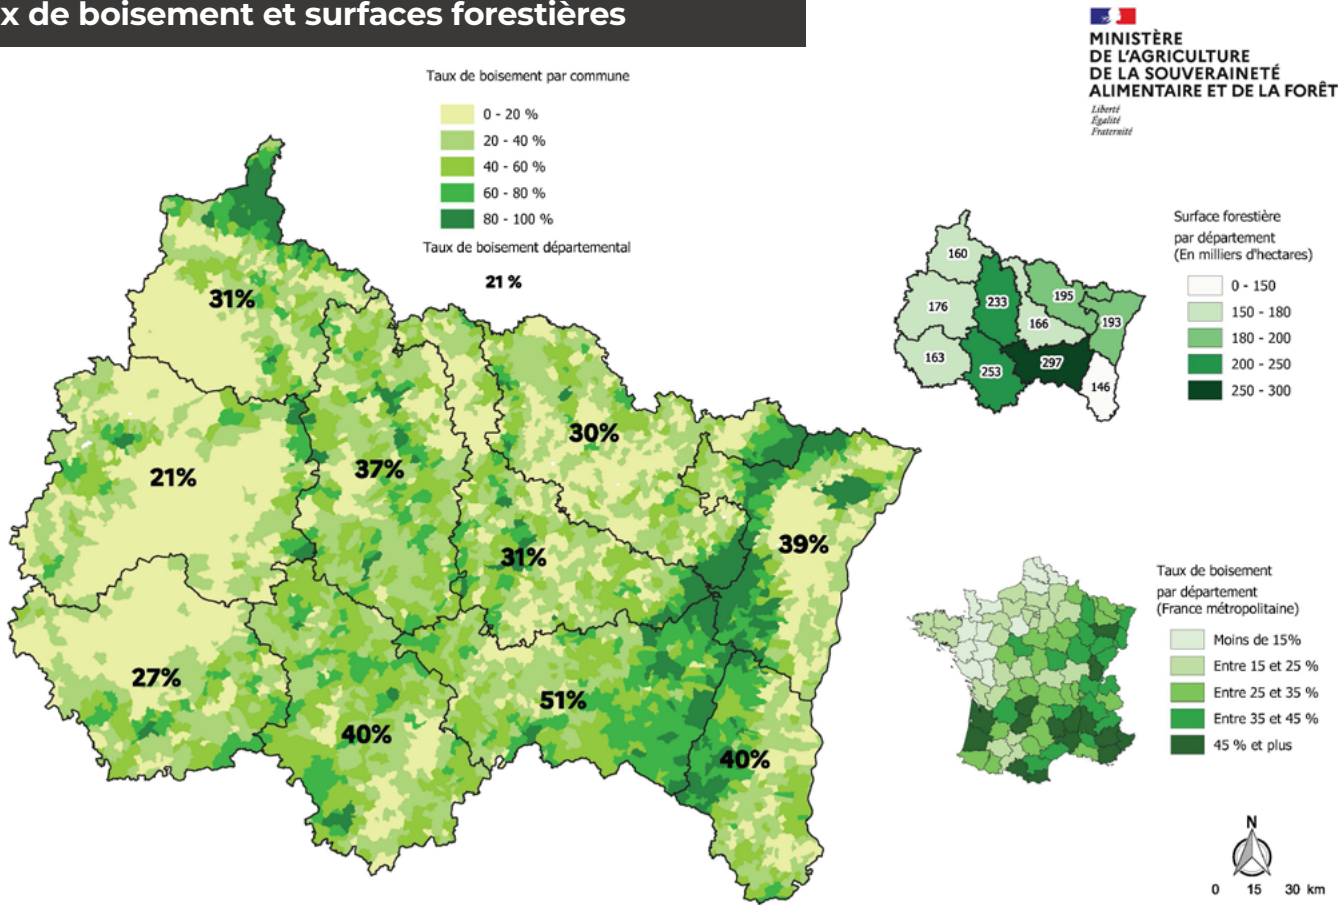 x de boisement et surfaces forestières
MINISTÈRE
DE L'AGRICULTURE
DE LA SOUVERAINETÉ
ALIMENTAIRE ET DE LA FORÊT
Liberté
Égalité
Fraternité
Taux de boisement par commune
0 - 20 %
20 - 40 %
40 - 60 %
60 - 80 %
80 - 100 %
Taux de boisement départemental
21 %
31%
21%
37%
30%
31%
39%
27%
40%
51%
40%
Surface forestière
par département
(En milliers d'hectares)
0 - 150
150 - 180
180 - 200
200 - 250
250 - 300
160
176
233
195
166
193
163
253
297
146
Taux de boisement
par département
(France métropolitaine)
Moins de 15%
Entre 15 et 25 %
Entre 25 et 35 %
Entre 35 et 45 %
45 % et plus
N
0 15 30 km